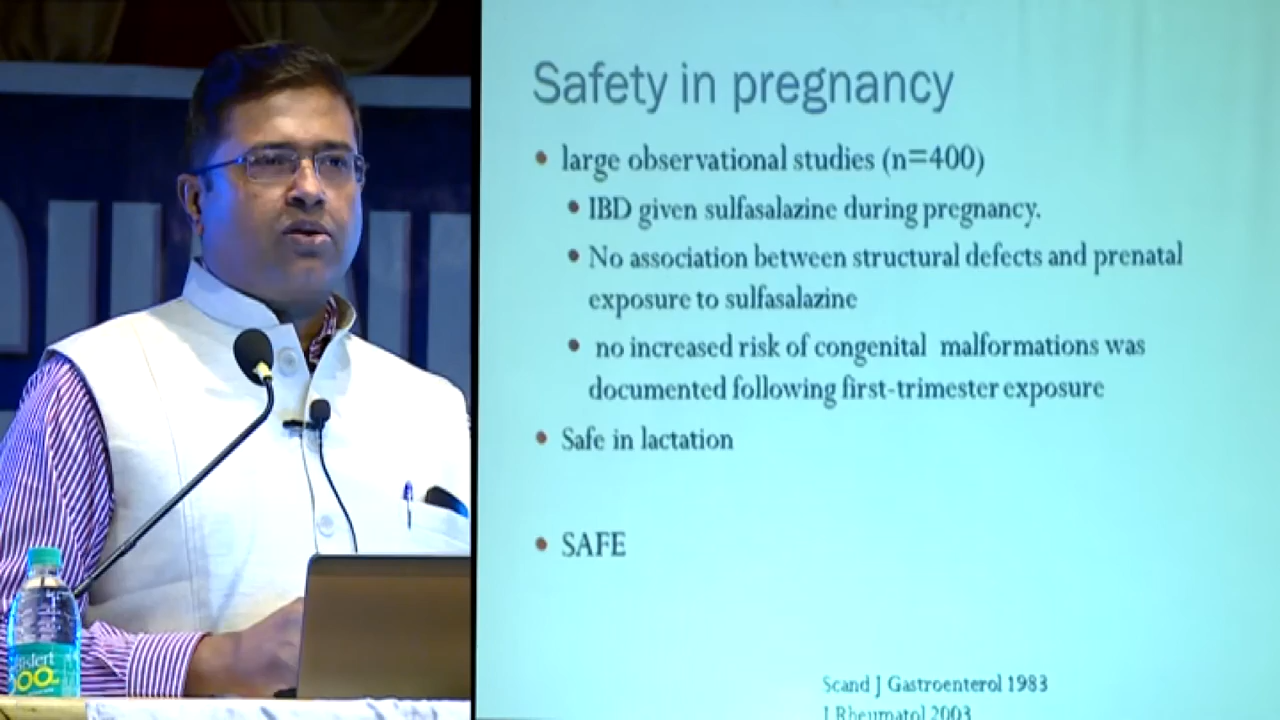 Safety in pregnancy
• large observational studies (n=400)
• IBD given sulfasalazine during pregnancy.
• No association between structural defects and prenatal
exposure to sulfasalazine
• no increased risk of congenital malformations was
documented following first-trimester exposure
• Safe in lactation
• SAFE
Scand J Gastroenterol 1983
J Rheumatol 2003